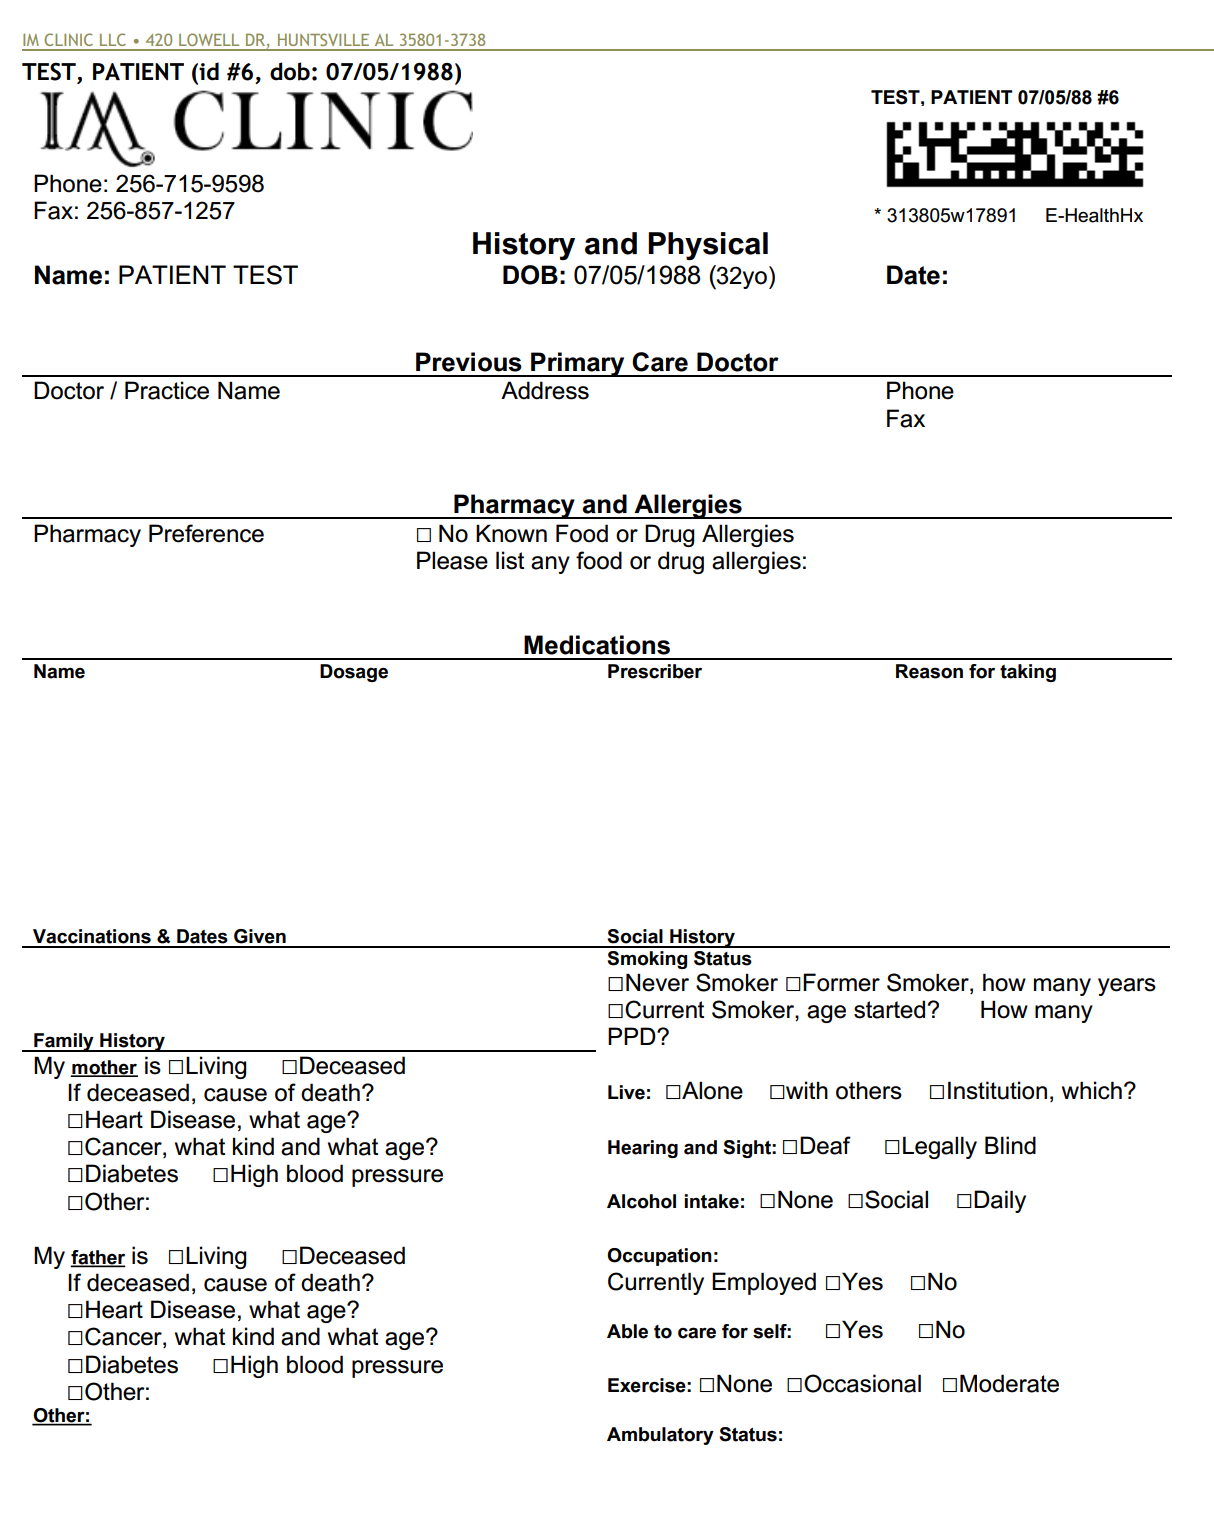 IM CLINIC LLC • 420 LOWELL DR, HUNTSVILLE AL 35801-3738
TEST, PATIENT (id #6, dob: 07/05/1988)
IM CLINIC
TEST, PATIENT 07/05/88 #6
Phone: 256-715-9598
Fax: 256-857-1257
* 313805w17891 E-HealthHx
History and Physical
Name: PATIENT TEST DOB: 07/05/1988 (32yo) Date:
Previous Primary Care Doctor
Doctor / Practice Name Address Phone
Fax
Pharmacy and Allergies
Pharmacy Preference ☐ No Known Food or Drug Allergies
Please list any food or drug allergies:
Medications
Name Dosage Prescriber Reason for taking
Vaccinations & Dates Given
Family History
My mother is ☐Living ☐Deceased
If deceased, cause of death?
☐Heart Disease, what age?
☐Cancer, what kind and what age?
☐Diabetes ☐High blood pressure
☐Other:
My father is ☐Living ☐Deceased
If deceased, cause of death?
☐Heart Disease, what age?
☐Cancer, what kind and what age?
☐Diabetes ☐High blood pressure
☐Other:
Other:
Social History
Smoking Status
☐Never Smoker ☐Former Smoker, how many years
☐Current Smoker, age started? How many
PPD?
Live: ☐Alone ☐with others ☐Institution, which?
Hearing and Sight: ☐Deaf ☐Legally Blind
Alcohol intake: ☐None ☐Social ☐Daily
Occupation:
Currently Employed ☐Yes ☐No
Able to care for self: ☐Yes ☐No
Exercise: ☐None ☐Occasional ☐Moderate
Ambulatory Status: